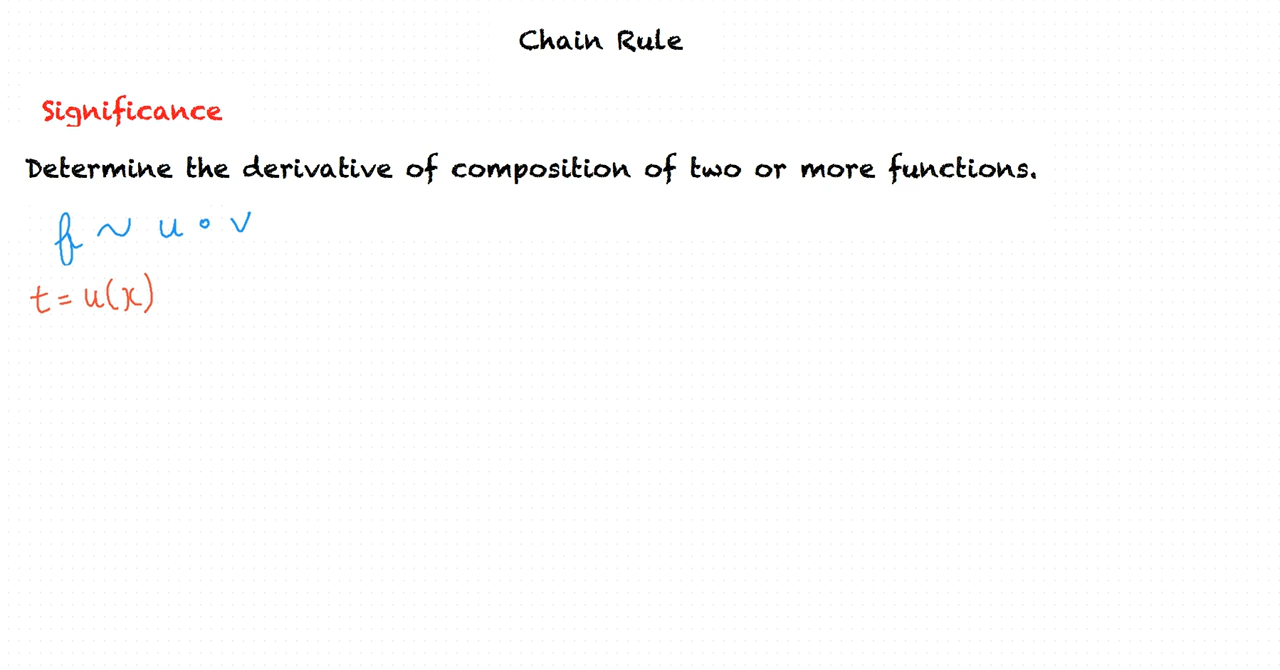 Chain Rule
Significance
Determine the derivative of composition of two or more functions.
f ~ u ∘ v
t = u(x)